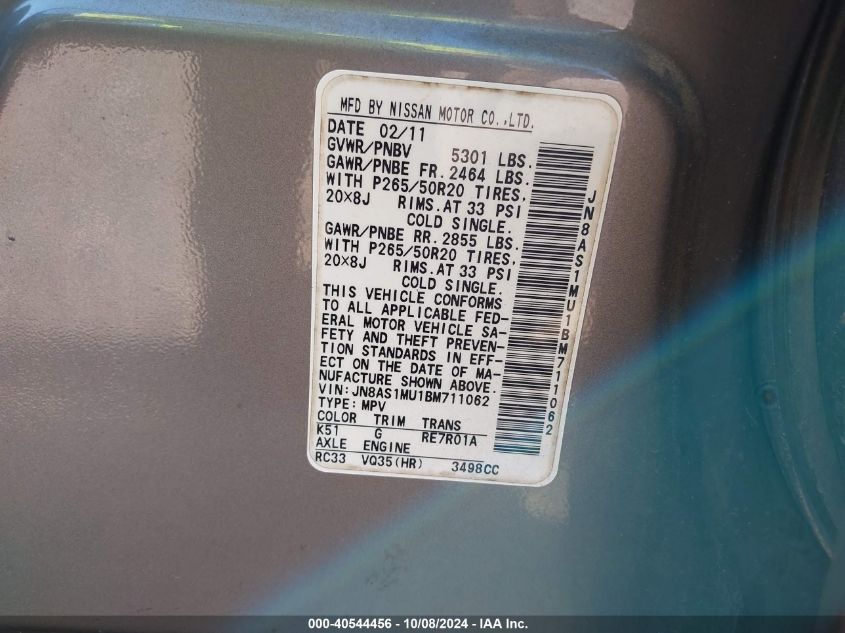 MFD BY NISSAN MOTOR CO.,LTD.
DATE 02/11
GVWR/PNBV 5301 LBS.
GAWR/PNBE FR. 2464 LBS.
WITH P265/50R20 TIRES,
20×8J RIMS.AT 33 PSI
COLD SINGLE.
GAWR/PNBE RR. 2855 LBS.
WITH P265/50R20 TIRES,
20×8J RIMS.AT 33 PSI
COLD SINGLE.
THIS VEHICLE CONFORMS
TO ALL APPLICABLE FED-
ERAL MOTOR VEHICLE SA-
FETY AND THEFT PREVEN-
TION STANDARDS IN EFF-
ECT ON THE DATE OF MA-
NUFACTURE SHOWN ABOVE.
VIN: JN8AS1MU1BM711062
TYPE: MPV
COLOR TRIM TRANS
K51 G RE7R01A
AXLE ENGINE
RC33 VQ35(HR) 3498CC
JN8AS1MU1BM711062
000-40544456 - 10/08/2024 - IAA Inc.